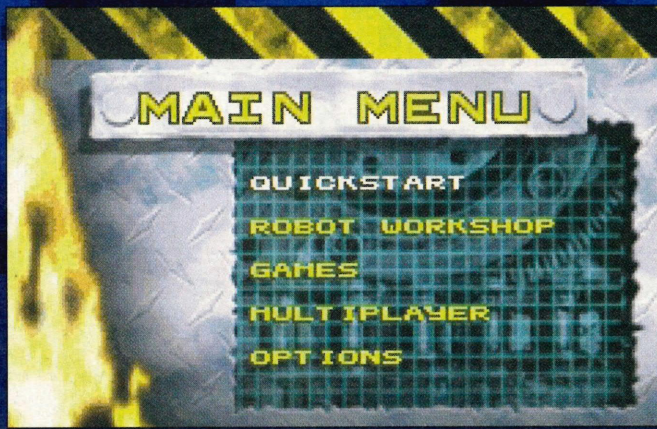 MAIN MENU
QUICKSTART
ROBOT WORKSHOP
GAMES
MULTIPLAYER
OPTIONS